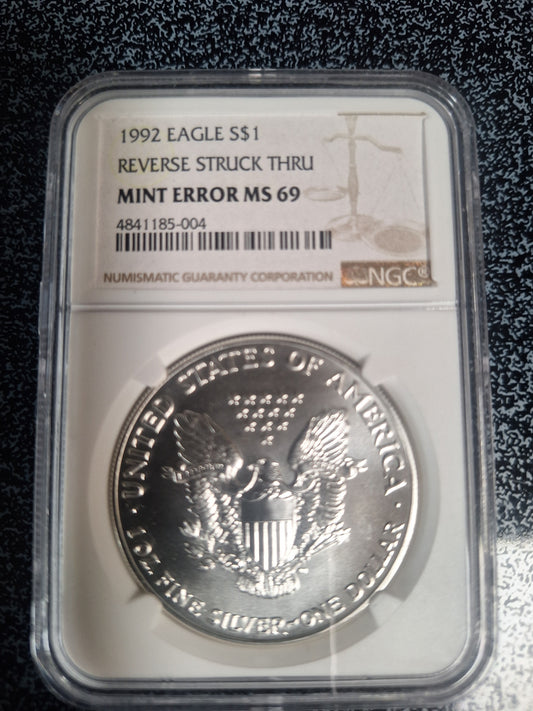 1992 EAGLE S$1
REVERSE STRUCK THRU
MINT ERROR MS 69
4841185-004
NUMISMATIC GUARANTY CORPORATION
NGC®
UNITED STATES OF AMERICA
1 OZ. FINE SILVER~ONE DOLLAR